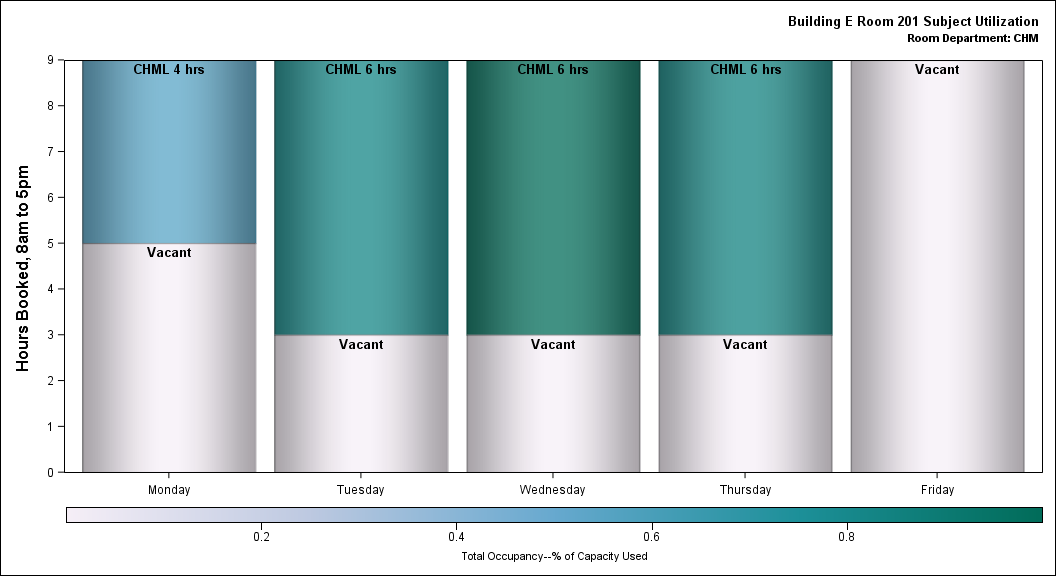 Building E Room 201 Subject Utilization
Room Department: CHM
Hours Booked, 8am to 5pm
9
8
7
6
5
4
3
2
1
0
CHML 4 hrs
CHML 6 hrs
CHML 6 hrs
CHML 6 hrs
Vacant
Vacant
Vacant
Vacant
Vacant
Monday
Tuesday
Wednesday
Thursday
Friday
0.2
0.4
0.6
0.8
Total Occupancy--% of Capacity Used